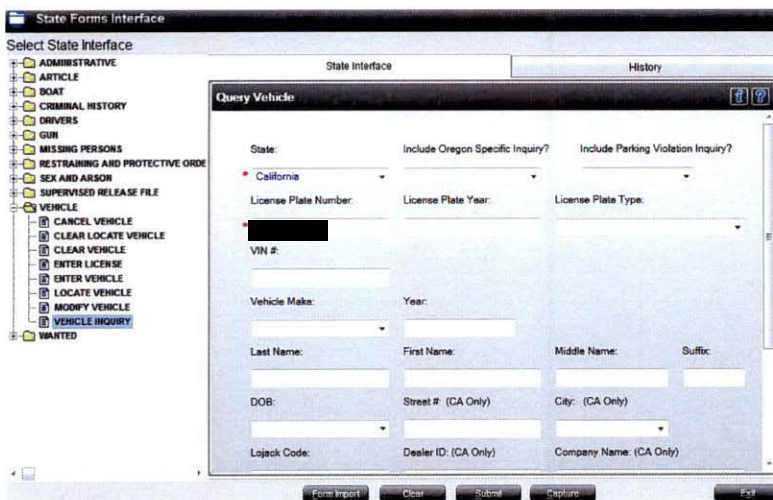 State Forms Interface
Select State Interface
ADMINISTRATIVE
ARTICLE
BOAT
CRIMINAL HISTORY
DRIVERS
GUN
MISSING PERSONS
RESTRAINING AND PROTECTIVE ORDE
SEX AND ARSON
SUPERVISED RELEASE FILE
VEHICLE
CANCEL VEHICLE
CLEAR LOCATE VEHICLE
CLEAR VEHICLE
ENTER LICENSE
ENTER VEHICLE
LOCATE VEHICLE
MODIFY VEHICLE
VEHICLE INQUIRY
WANTED
State Interface History
Query Vehicle
State: Include Oregon Specific Inquiry? Include Parking Violation Inquiry?
* California
License Plate Number: License Plate Year: License Plate Type:
*
VIN #:
Vehicle Make: Year:
Last Name: First Name: Middle Name: Suffix:
DOB: Street #: (CA Only) City: (CA Only)
Lojack Code: Dealer ID: (CA Only) Company Name: (CA Only)
Form Import Clear Submit Capture Exit